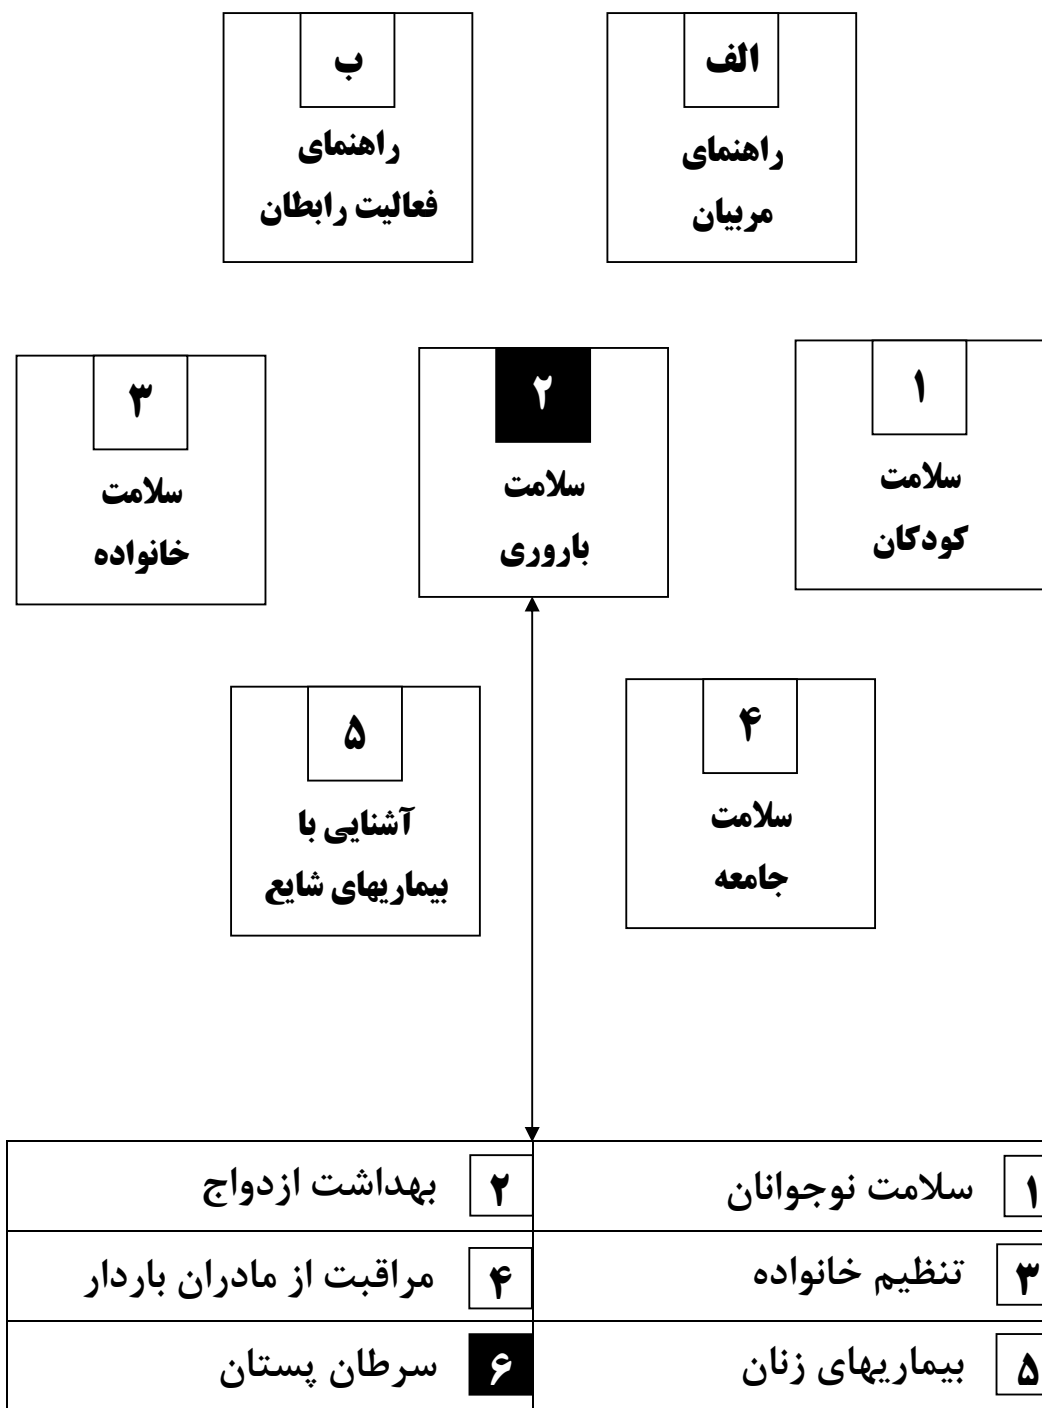 الف
راهنمای
مربیان
ب
راهنمای
فعالیت رابطان
۱
سلامت
کودکان
۲
سلامت
باروری
۳
سلامت
خانواده
۴
سلامت
جامعه
۵
آشنایی با
بیماریهای شایع
۱ سلامت نوجوانان
۲ بهداشت ازدواج
۳ تنظیم خانواده
۴ مراقبت از مادران باردار
۵ بیماریهای زنان
۶ سرطان پستان